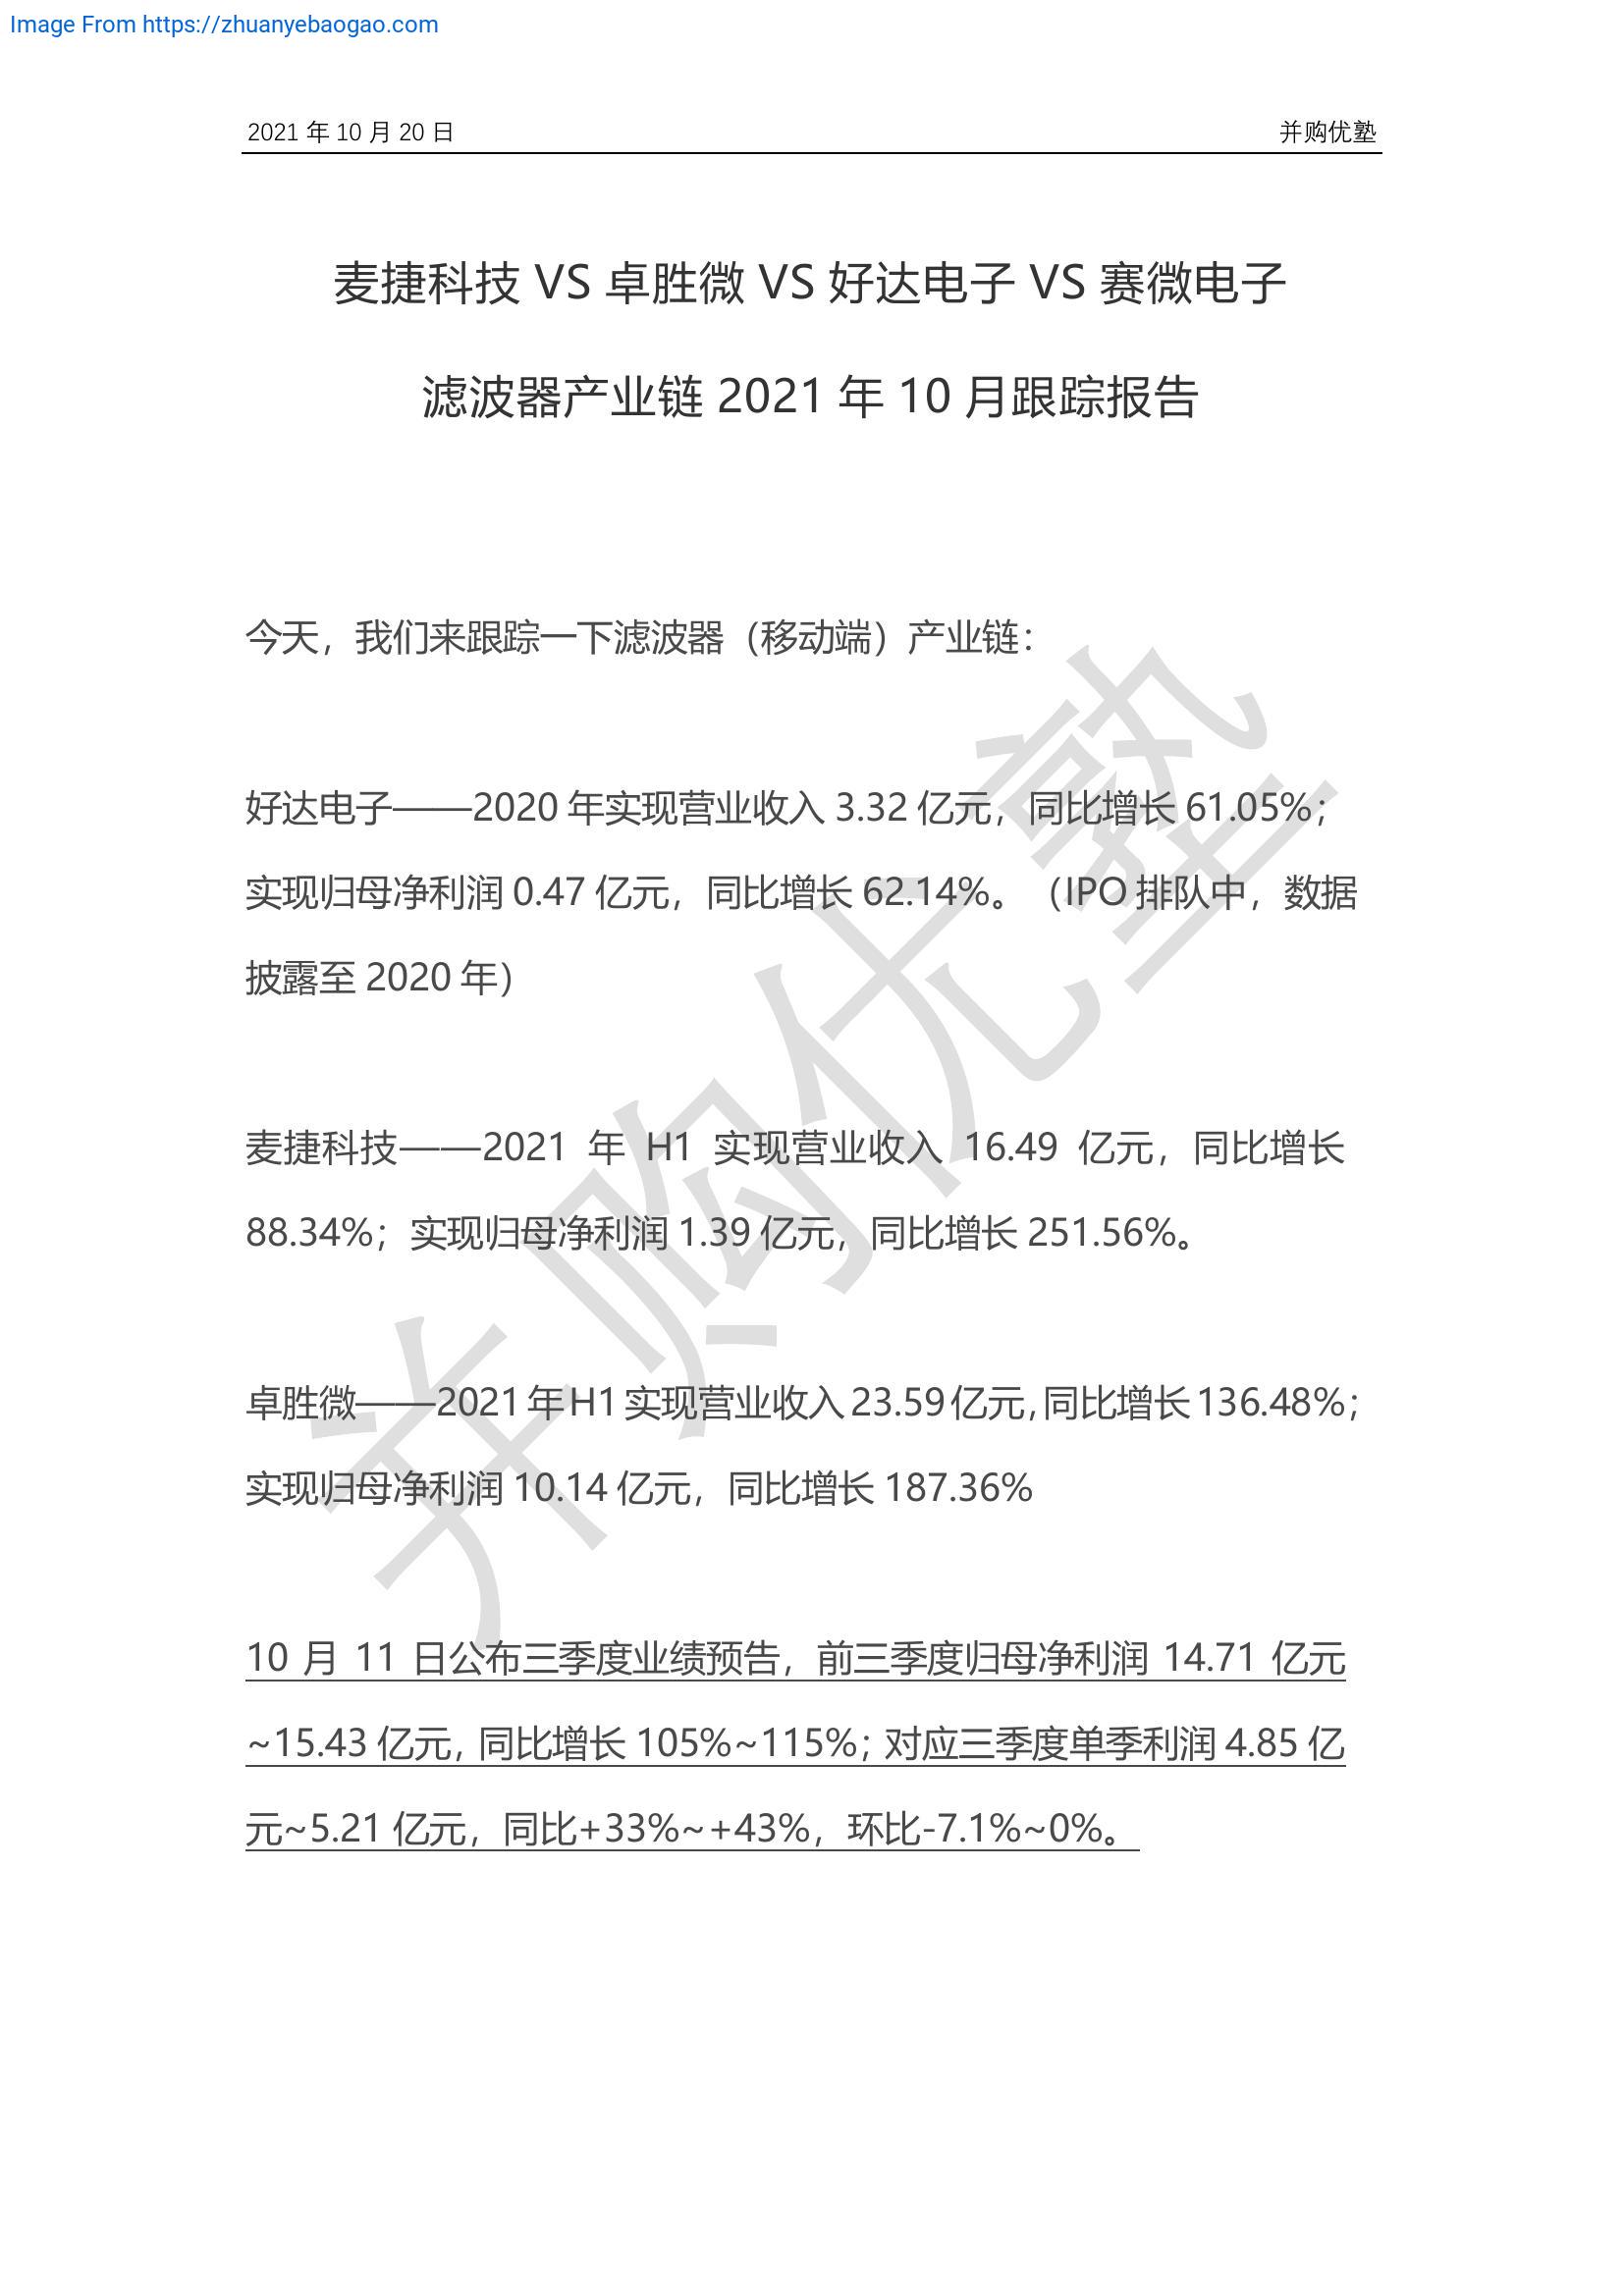 Image From https://zhuanyebaogao.com
2021 年 10 月 20 日 并购优塾
麦捷科技 VS 卓胜微 VS 好达电子 VS 赛微电子
滤波器产业链 2021 年 10 月跟踪报告
今天，我们来跟踪一下滤波器（移动端）产业链：
好达电子——2020 年实现营业收入 3.32 亿元，同比增长 61.05%；
实现归母净利润 0.47 亿元，同比增长 62.14%。（IPO 排队中，数据
披露至 2020 年）
麦捷科技——2021 年 H1 实现营业收入 16.49 亿元，同比增长
88.34%；实现归母净利润 1.39 亿元，同比增长 251.56%。
卓胜微——2021 年 H1 实现营业收入 23.59 亿元，同比增长 136.48%；
实现归母净利润 10.14 亿元，同比增长 187.36%
10 月 11 日公布三季度业绩预告，前三季度归母净利润 14.71 亿元
~15.43 亿元，同比增长 105%~115%；对应三季度单季利润 4.85 亿
元~5.21 亿元，同比+33%~+43%，环比-7.1%~0%。
并购优塾